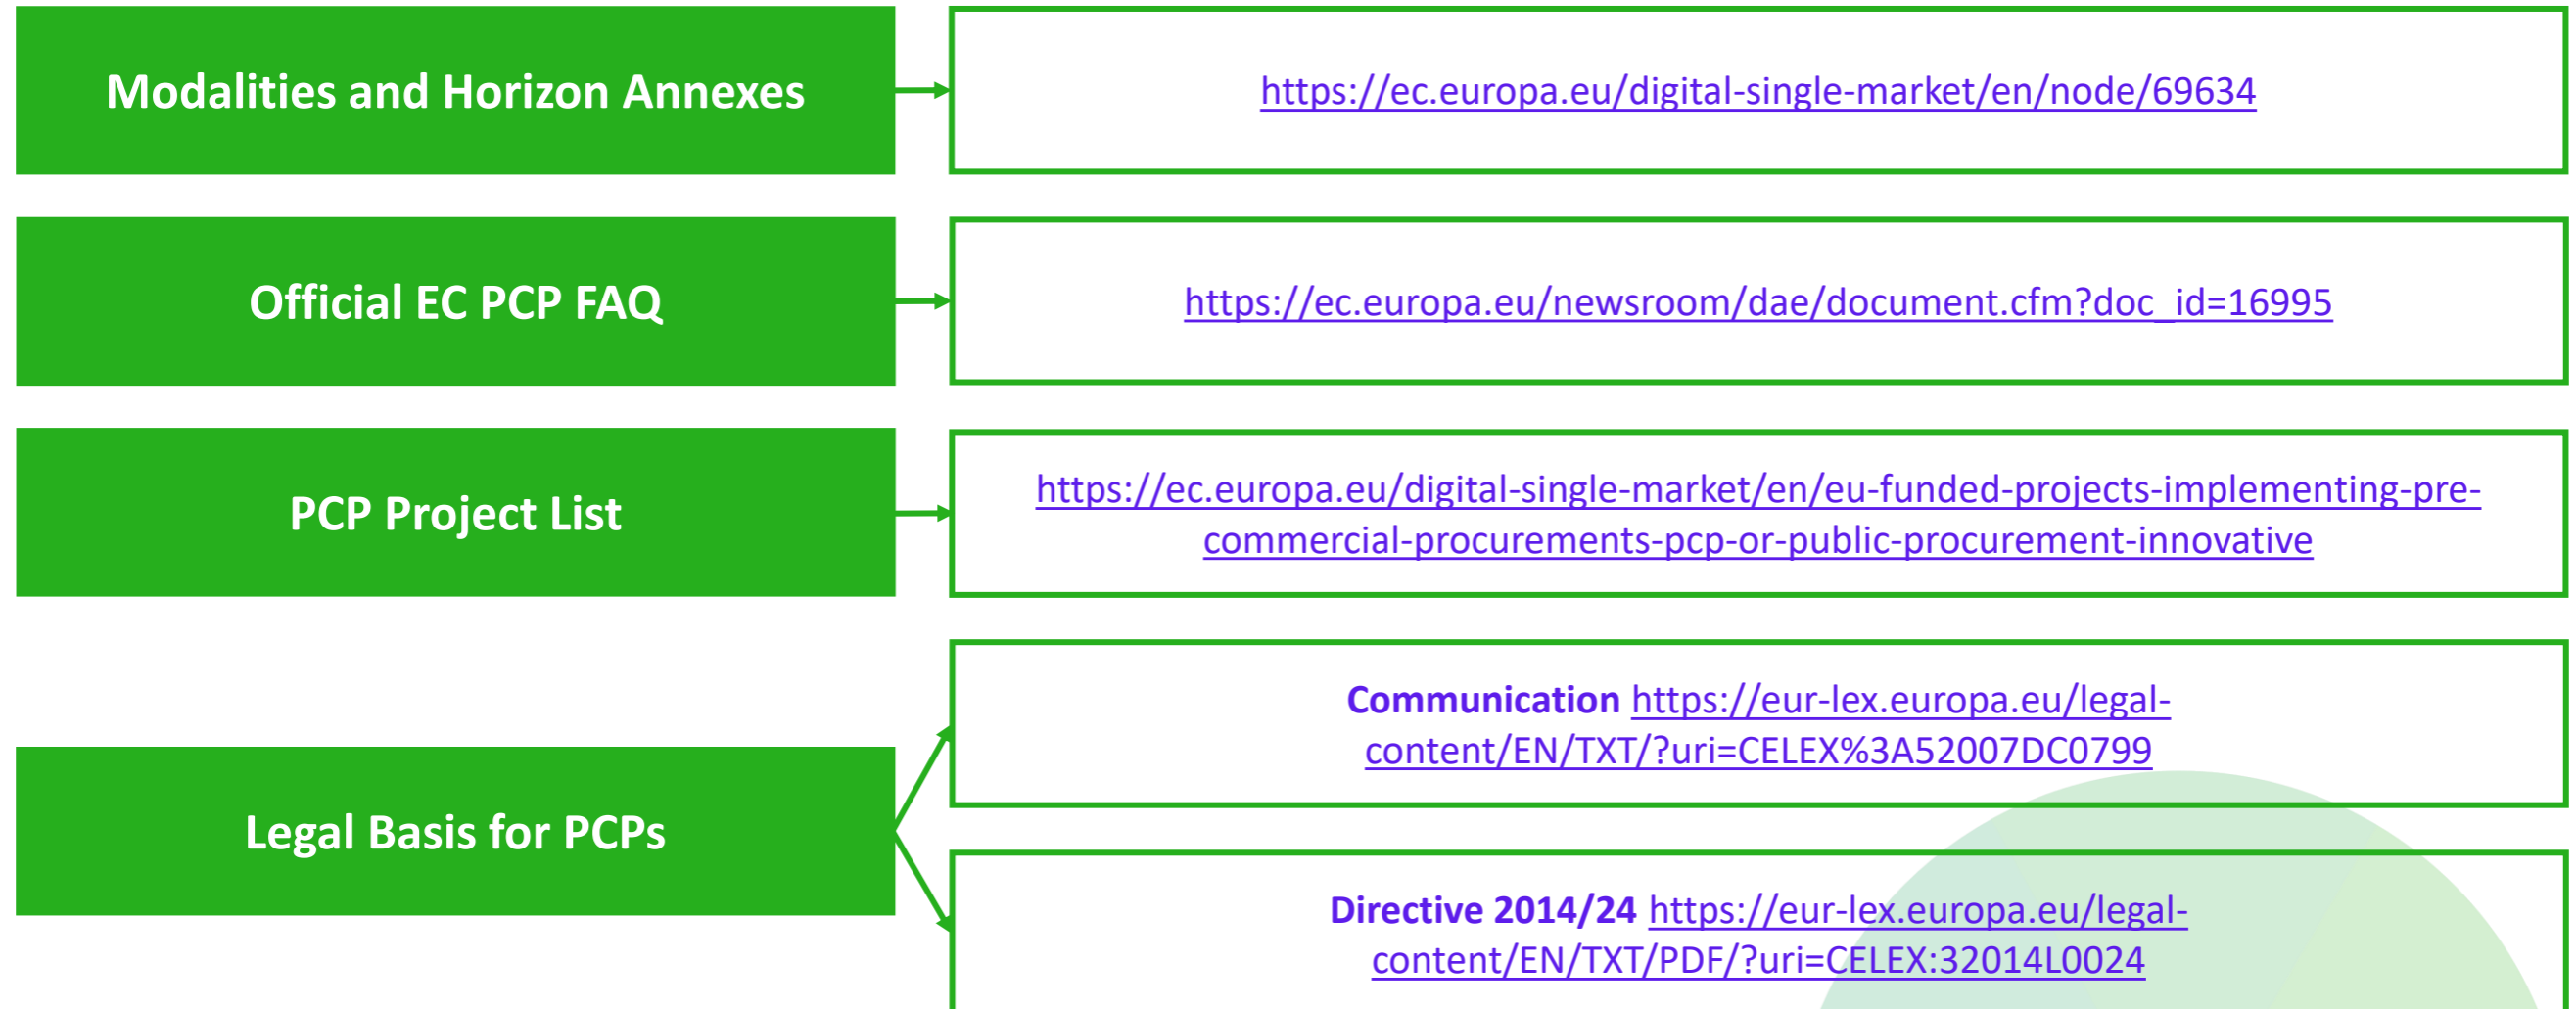 Modalities and Horizon Annexes
https://ec.europa.eu/digital-single-market/en/node/69634
Official EC PCP FAQ
https://ec.europa.eu/newsroom/dae/document.cfm?doc_id=16995
PCP Project List
https://ec.europa.eu/digital-single-market/en/eu-funded-projects-implementing-pre-
commercial-procurements-pcp-or-public-procurement-innovative
Legal Basis for PCPs
Communication https://eur-lex.europa.eu/legal-
content/EN/TXT/?uri=CELEX%3A52007DC0799
Directive 2014/24 https://eur-lex.europa.eu/legal-
content/EN/TXT/PDF/?uri=CELEX:32014L0024